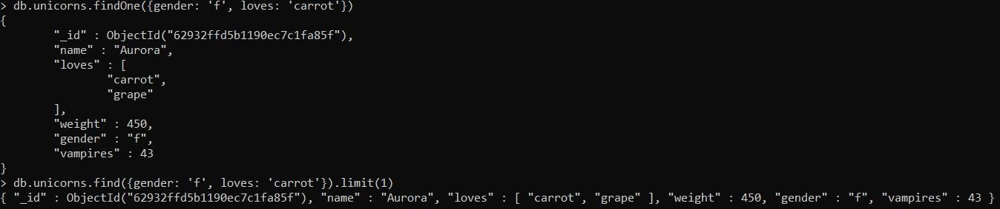 > db.unicorns.findOne({gender: 'f', loves: 'carrot'})
{
        "_id" : ObjectId("62932ffd5b1190ec7c1fa85f"),
        "name" : "Aurora",
        "loves" : [
                "carrot",
                "grape"
        ],
        "weight" : 450,
        "gender" : "f",
        "vampires" : 43
}
> db.unicorns.find({gender: 'f', loves: 'carrot'}).limit(1)
{ "_id" : ObjectId("62932ffd5b1190ec7c1fa85f"), "name" : "Aurora", "loves" : [ "carrot", "grape" ], "weight" : 450, "gender" : "f", "vampires" : 43 }